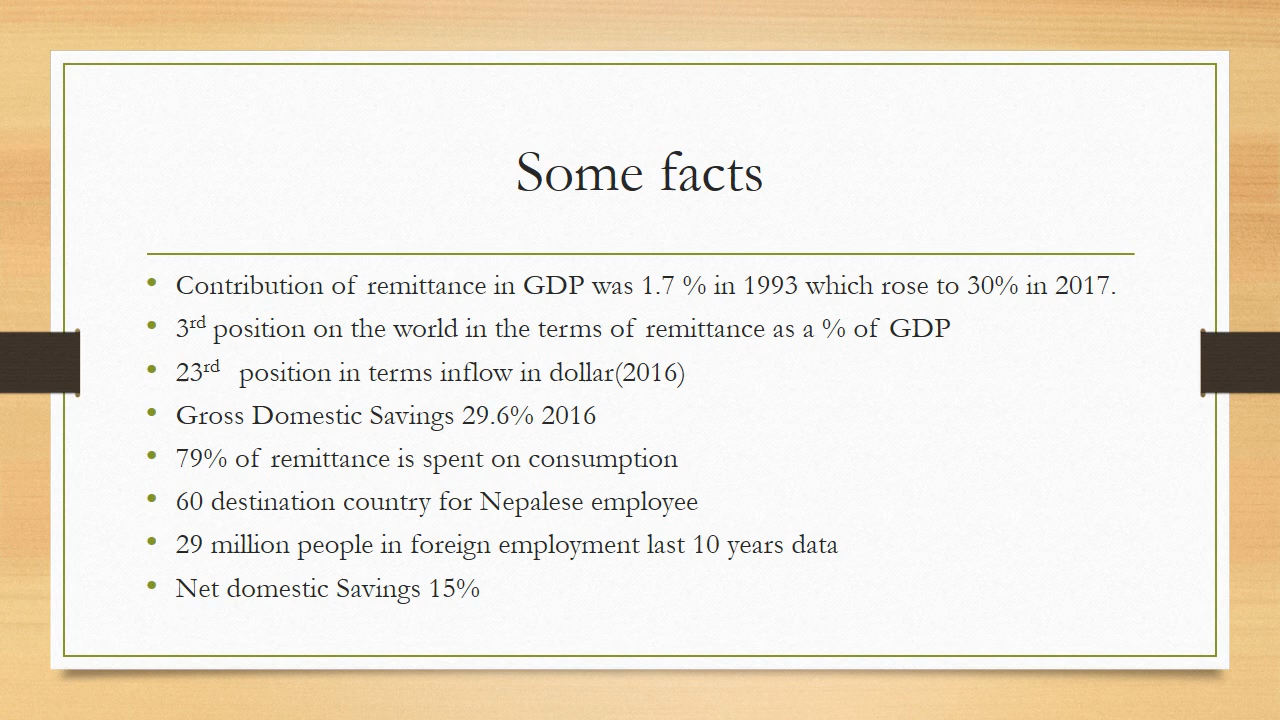 Some facts
• Contribution of remittance in GDP was 1.7 % in 1993 which rose to 30% in 2017.
• 3rd position on the world in the terms of remittance as a % of GDP
• 23rd position in terms inflow in dollar(2016)
• Gross Domestic Savings 29.6% 2016
• 79% of remittance is spent on consumption
• 60 destination country for Nepalese employee
• 29 million people in foreign employment last 10 years data
• Net domestic Savings 15%